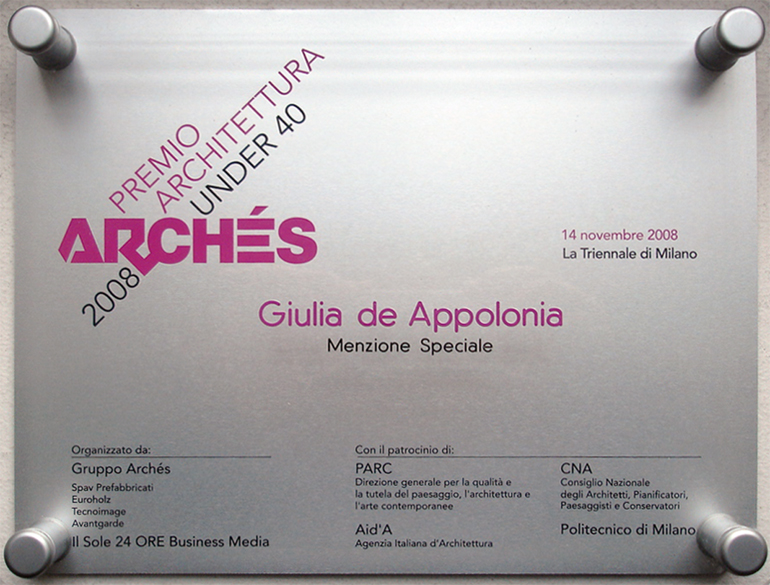 PREMIO
ARCHITETTURA
UNDER 40
ARCHÉS
2008
14 novembre 2008
La Triennale di Milano
Giulia de Appolonia
Menzione Speciale
Organizzato da:
Gruppo Archés
Spav Prefabbricati
Euroholz
Tecnoimage
Avantgarde
Il Sole 24 ORE Business Media
Con il patrocinio di:
PARC
Direzione generale per la qualità e
la tutela del paesaggio, l'architettura e
l'arte contemporanee
Aid'A
Agenzia Italiana d'Architettura
CNA
Consiglio Nazionale
degli Architetti, Pianificatori,
Paesaggisti e Conservatori
Politecnico di Milano